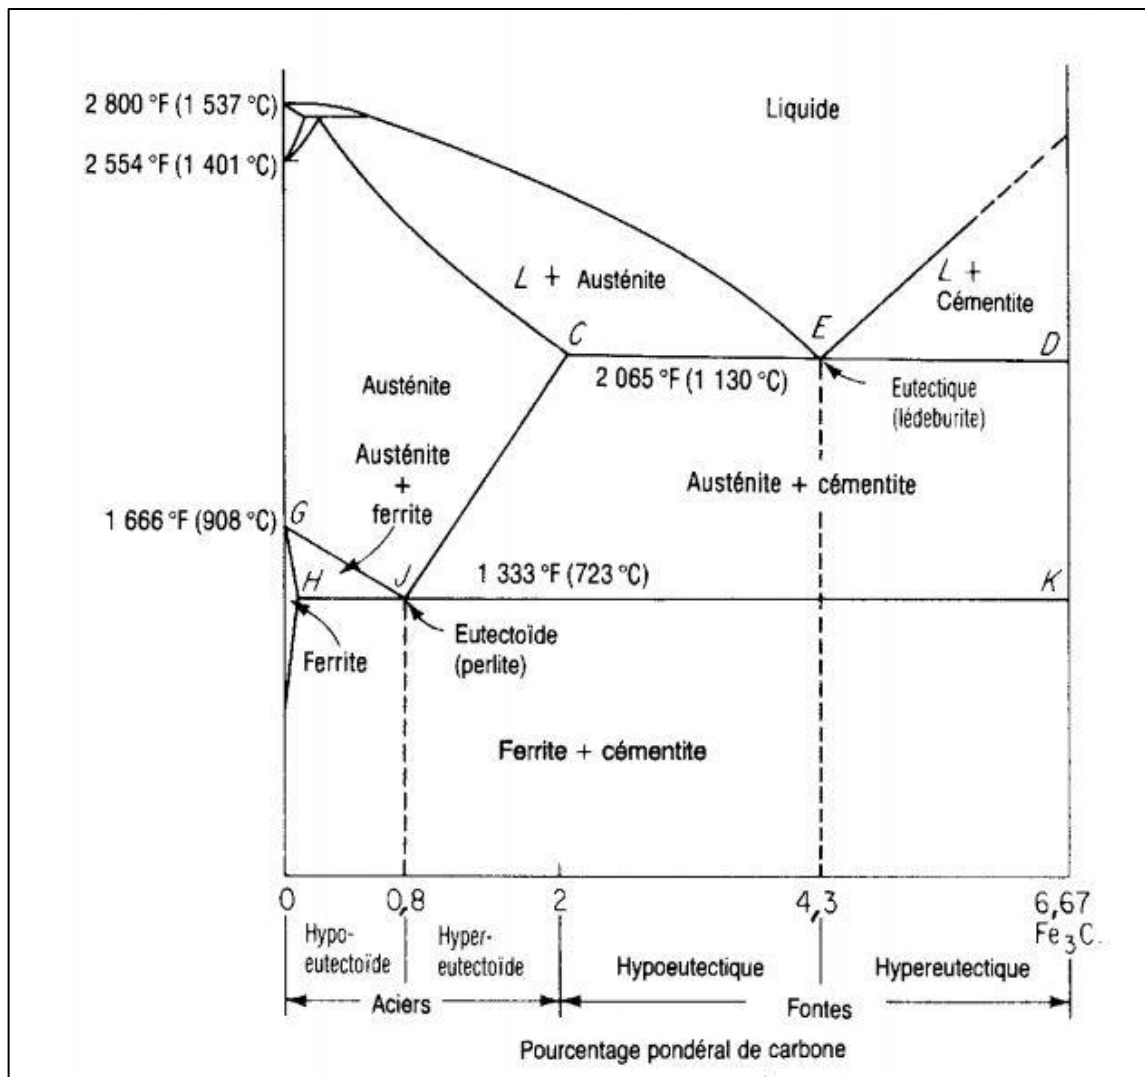 2 800 °F (1 537 °C)
Liquide
2 554 °F (1 401 °C)
L + Austénite
L +
Cémentite
C
E
D
2 065 °F (1 130 °C)
Eutectique
(lédeburite)
Austénite
Austénite
+
ferrite
Austénite + cémentite
1 666 °F (908 °C)
G
H
J
1 333 °F (723 °C)
K
Ferrite
Eutectoïde
(perlite)
Ferrite + cémentite
0
0,8
2
4,3
6,67
Fe3C
Hypo-
eutectoïde
Hyper-
eutectoïde
Hypoeutectique
Hypereutectique
Aciers
Fontes
Pourcentage pondéral de carbone